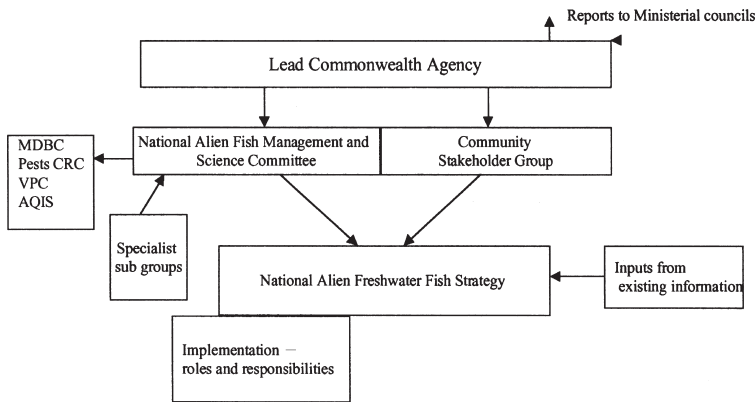 Reports to Ministerial councils
Lead Commonwealth Agency
National Alien Fish Management and
Science Committee
Community
Stakeholder Group
MDBC
Pests CRC
VPC
AQIS
Specialist
sub groups
National Alien Freshwater Fish Strategy
Inputs from
existing information
Implementation –
roles and responsibilities